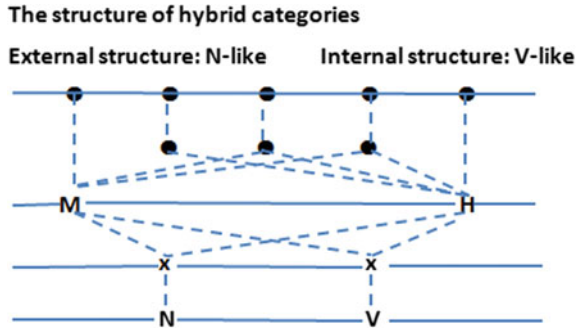 The structure of hybrid categories
External structure: N-like Internal structure: V-like
M H
x x
N V